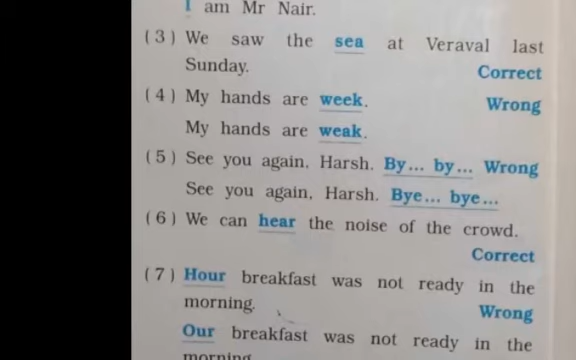 I am Mr Nair.
(3) We saw the sea at Veraval last
Sunday. Correct
(4) My hands are week. Wrong
My hands are weak.
(5) See you again, Harsh. By... by... Wrong
See you again, Harsh. Bye... bye...
(6) We can hear the noise of the crowd.
Correct
(7) Hour breakfast was not ready in the
morning. Wrong
Our breakfast was not ready in the
morning